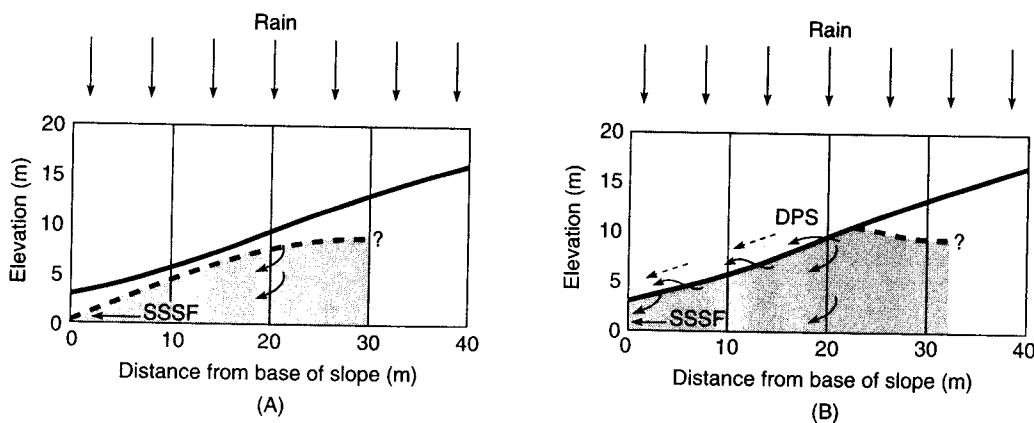 Rain
20
15
10
5
0
Elevation (m)
?
SSSF
0 10 20 30 40
Distance from base of slope (m)
(A)
Rain
20
15
10
5
0
Elevation (m)
DPS
?
SSSF
0 10 20 30 40
Distance from base of slope (m)
(B)